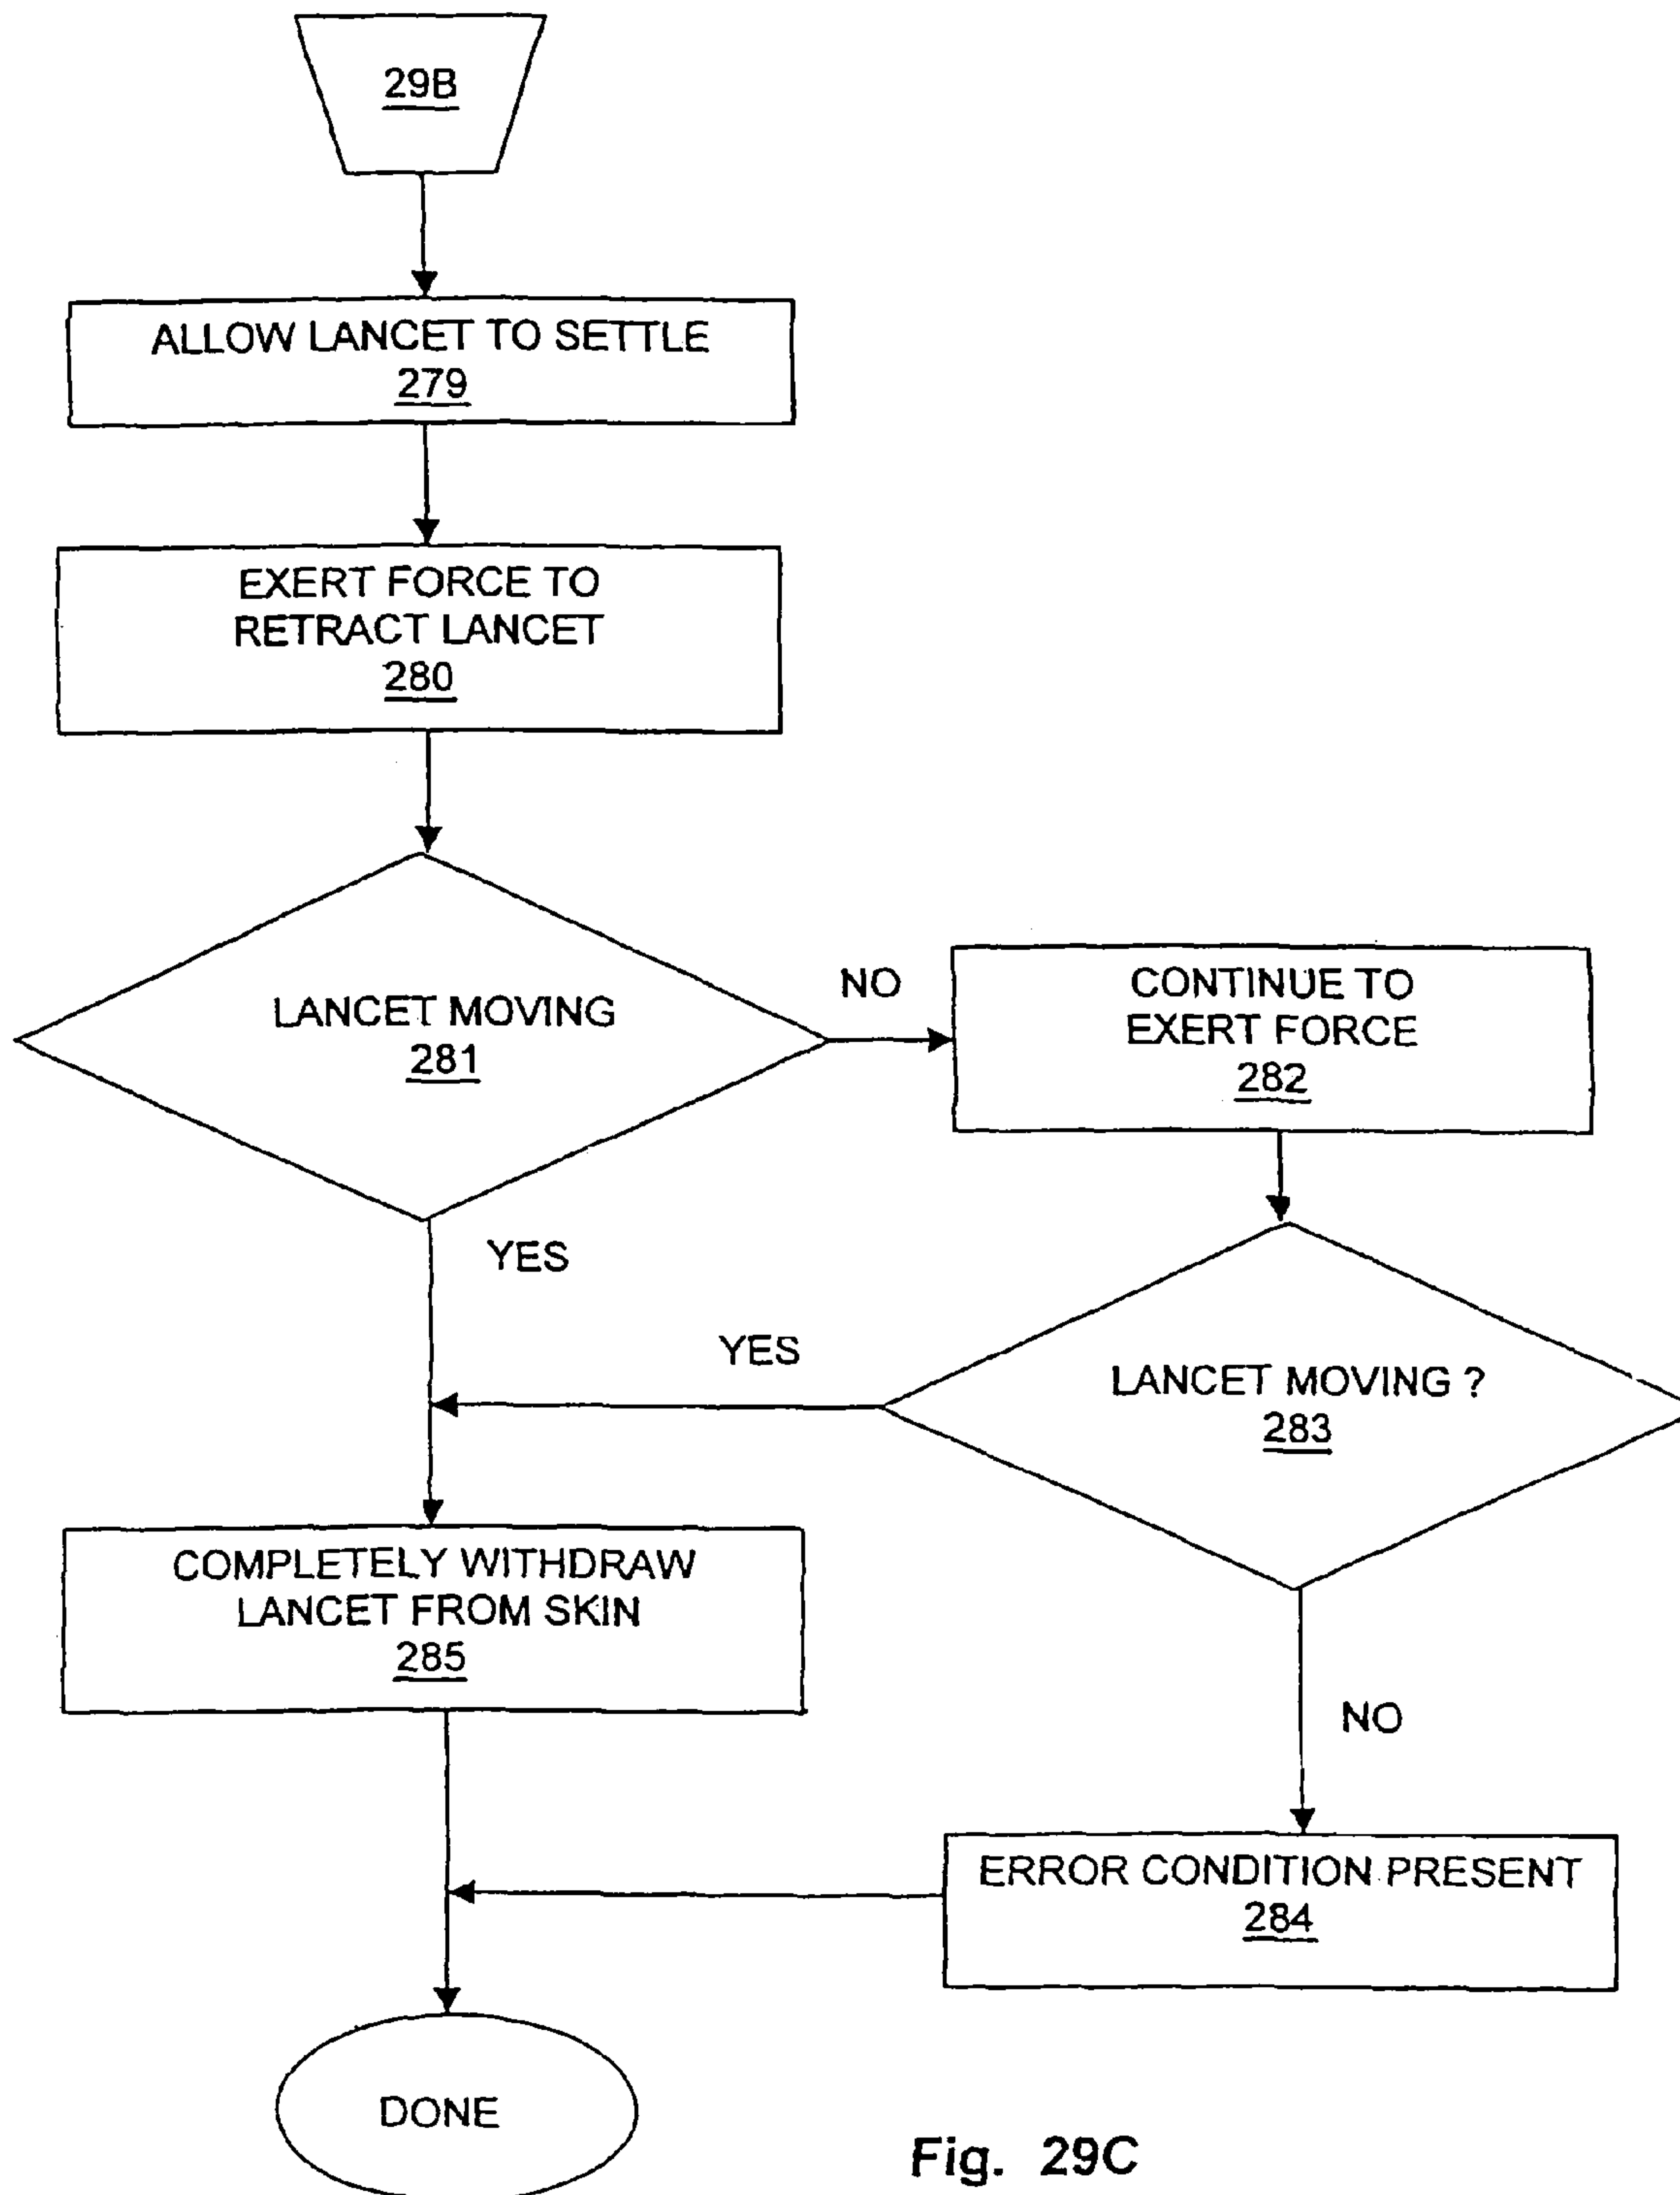 29B
ALLOW LANCET TO SETTLE
279
EXERT FORCE TO
RETRACT LANCET
280
LANCET MOVING
281
NO
CONTINUE TO
EXERT FORCE
282
YES
YES
LANCET MOVING ?
283
COMPLETELY WITHDRAW
LANCET FROM SKIN
285
NO
ERROR CONDITION PRESENT
284
DONE
Fig. 29C